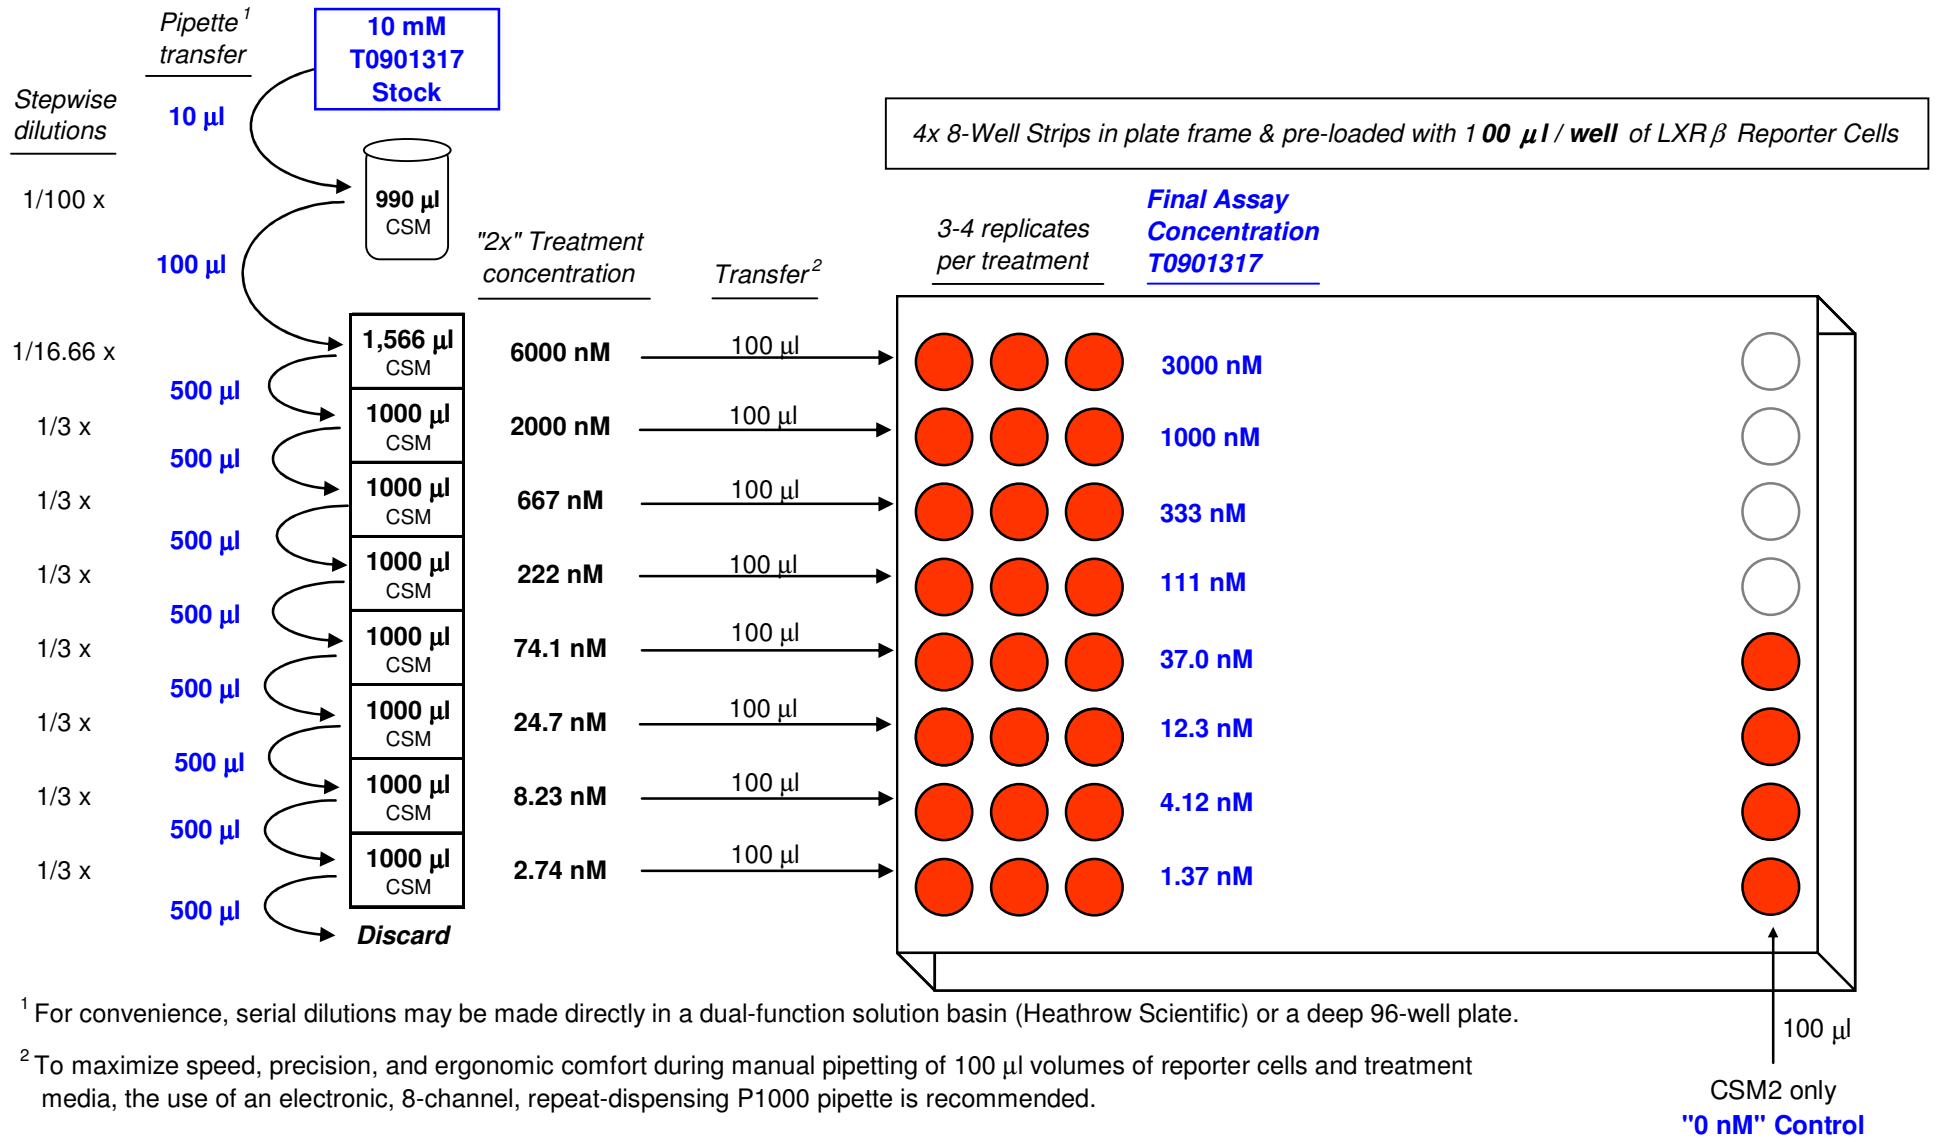 Pipette 1
transfer
10 mM
T0901317
Stock
Stepwise
dilutions
10 μl
4x 8-Well Strips in plate frame & pre-loaded with 1 00 μl / well of LXR β Reporter Cells
1/100 x
990 μl
CSM
100 μl
"2x" Treatment
concentration
Transfer 2
3-4 replicates
per treatment
Final Assay
Concentration
T0901317
1/16.66 x
1,566 μl
CSM
6000 nM
100 μl
3000 nM
500 μl
1/3 x
1000 μl
CSM
2000 nM
100 μl
1000 nM
500 μl
1/3 x
1000 μl
CSM
667 nM
100 μl
333 nM
500 μl
1/3 x
1000 μl
CSM
222 nM
100 μl
111 nM
500 μl
1/3 x
1000 μl
CSM
74.1 nM
100 μl
37.0 nM
500 μl
1/3 x
1000 μl
CSM
24.7 nM
100 μl
12.3 nM
500 μl
1/3 x
1000 μl
CSM
8.23 nM
100 μl
4.12 nM
500 μl
1/3 x
1000 μl
CSM
2.74 nM
100 μl
1.37 nM
500 μl
Discard
1 For convenience, serial dilutions may be made directly in a dual-function solution basin (Heathrow Scientific) or a deep 96-well plate.
2 To maximize speed, precision, and ergonomic comfort during manual pipetting of 100 μl volumes of reporter cells and treatment
media, the use of an electronic, 8-channel, repeat-dispensing P1000 pipette is recommended.
100 μl
CSM2 only
"0 nM" Control